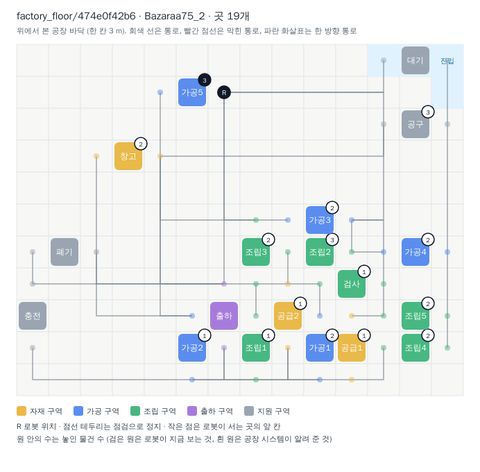 factory_floor/474e0f42b6 · Bazaraa75_2 · 곳 19개
위에서 본 공장 바닥 (한 칸 3 m). 회색 선은 통로, 빨간 점선은 막힌 통로, 파란 화살표는 한 방향 통로
대기
진입
3
가공5
R
3
공구
2
창고
2
가공3
2
조립3
3
조립2
2
가공4
폐기
1
검사
충전
출하
1
공급2
2
조립5
1
가공2
1
조립1
2
가공1
1
공급1
2
조립4
자재 구역
가공 구역
조립 구역
출하 구역
지원 구역
R 로봇 위치 · 점선 테두리는 점검으로 정지 · 작은 점은 로봇이 서는 곳의 앞 칸
원 안의 수는 놓인 물건 수 (검은 원은 로봇이 지금 보는 것, 흰 원은 공장 시스템이 알려 준 것)